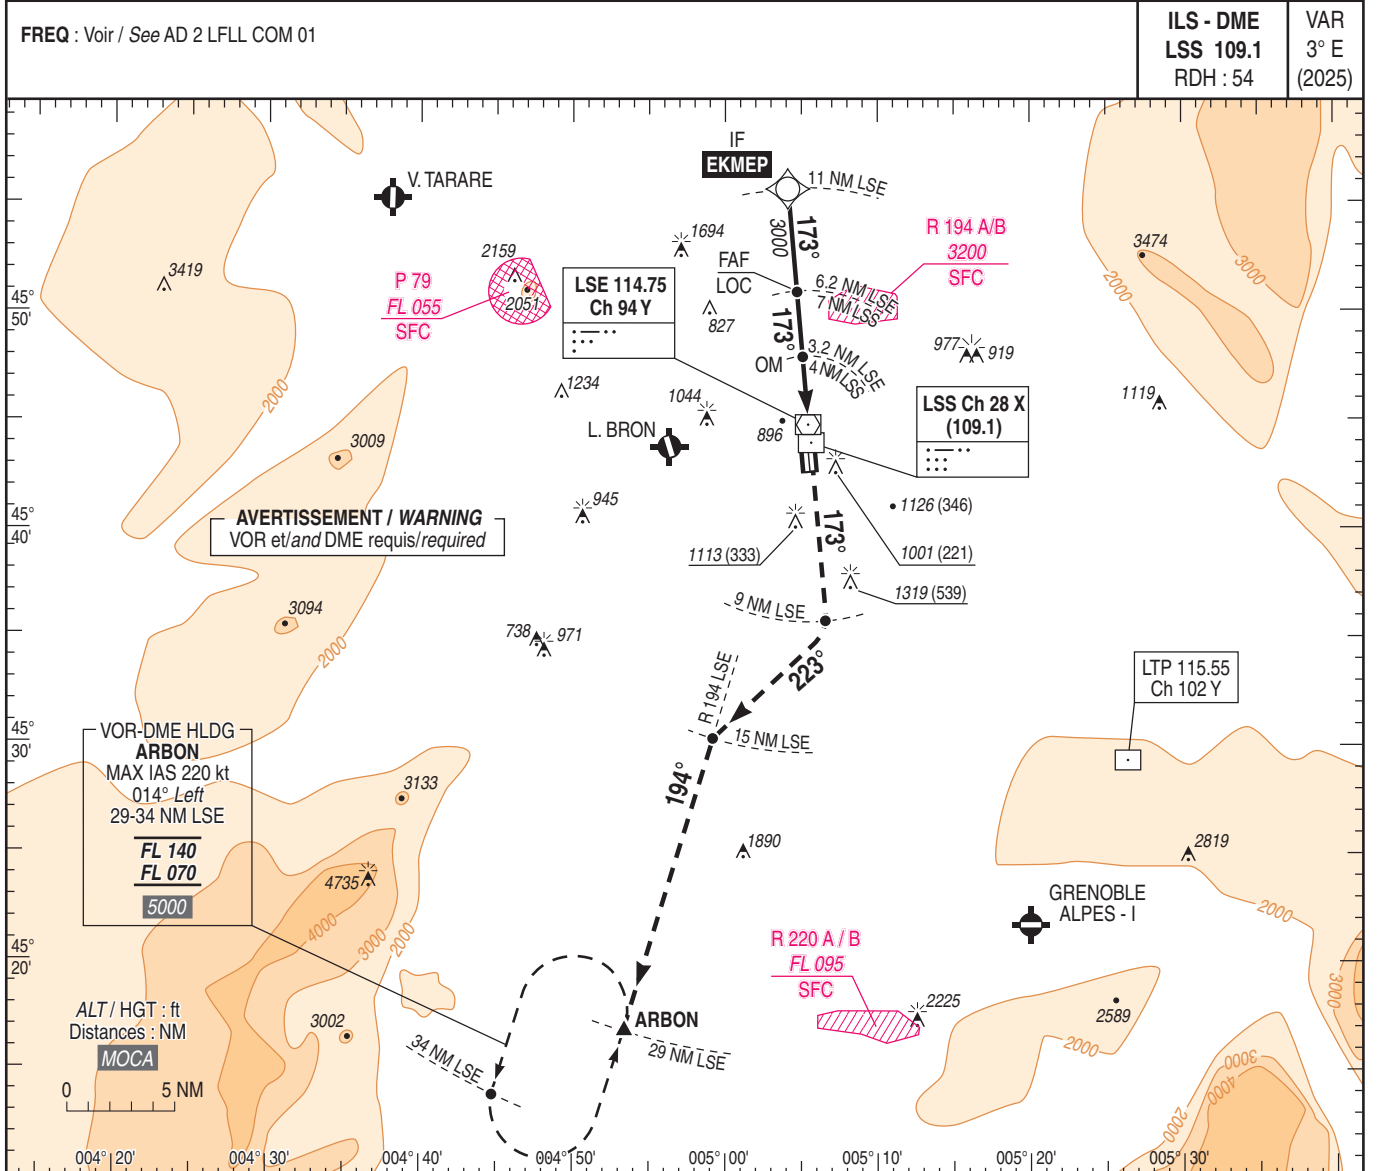 FREQ : Voir / See AD 2 LFLL COM 01
ILS - DME
LSS 109.1
RDH : 54
VAR
3° E
(2025)
IF
EKMEP
11 NM LSE
V. TARARE
173°
3000
1694
R 194 A/B
3200
SFC
3474
2000
3000
3419
2159
2051
P 79
FL 055
SFC
FAF
LOC
6.2 NM LSE
7 NM LSS
LSE 114.75
Ch 94 Y
827
173°
45°
50'
977
919
OM
3.2 NM LSE
4 NM LSS
1234
1044
1119
2000
LSS Ch 28 X
(109.1)
L. BRON
896
3009
945
1126 (346)
45°
40'
AVERTISSEMENT / WARNING
VOR et/and DME requis/required
173°
1113 (333)
1001 (221)
1319 (539)
9 NM LSE
3094
738
971
2000
223°
R 194 LSE
LTP 115.55
Ch 102 Y
45°
30'
15 NM LSE
VOR-DME HLDG
ARBON
MAX IAS 220 kt
014° Left
29-34 NM LSE
FL 140
FL 070
5000
3133
194°
1890
2819
4735
4000
3000
2000
GRENOBLE
ALPES - I
2000
45°
20'
R 220 A / B
FL 095
SFC
2225
2589
3000
ALT / HGT : ft
Distances : NM
MOCA
3002
ARBON
29 NM LSE
34 NM LSE
2000
3000
4000
2000
0 5 NM
004° 20' 004° 30' 004° 40' 004° 50' 005° 00' 005° 10' 005° 20' 005° 30'